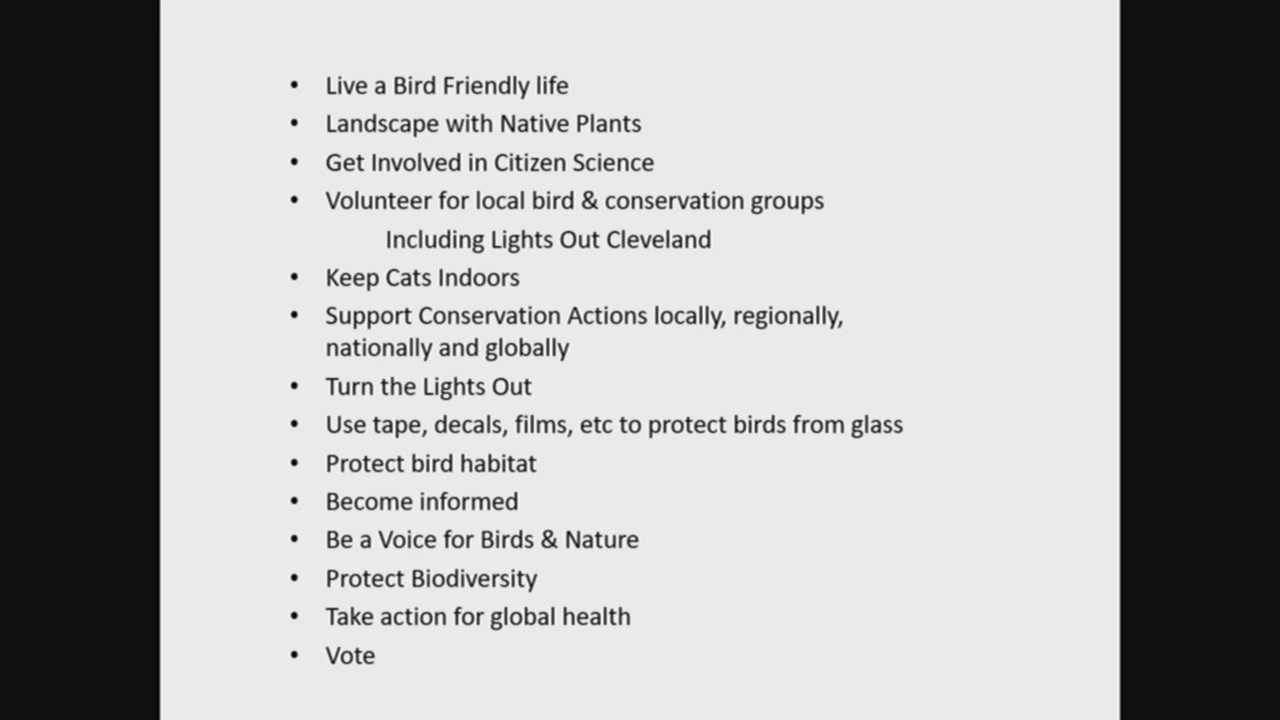 • Live a Bird Friendly life
• Landscape with Native Plants
• Get Involved in Citizen Science
• Volunteer for local bird & conservation groups
Including Lights Out Cleveland
• Keep Cats Indoors
• Support Conservation Actions locally, regionally,
nationally and globally
• Turn the Lights Out
• Use tape, decals, films, etc to protect birds from glass
• Protect bird habitat
• Become informed
• Be a Voice for Birds & Nature
• Protect Biodiversity
• Take action for global health
• Vote